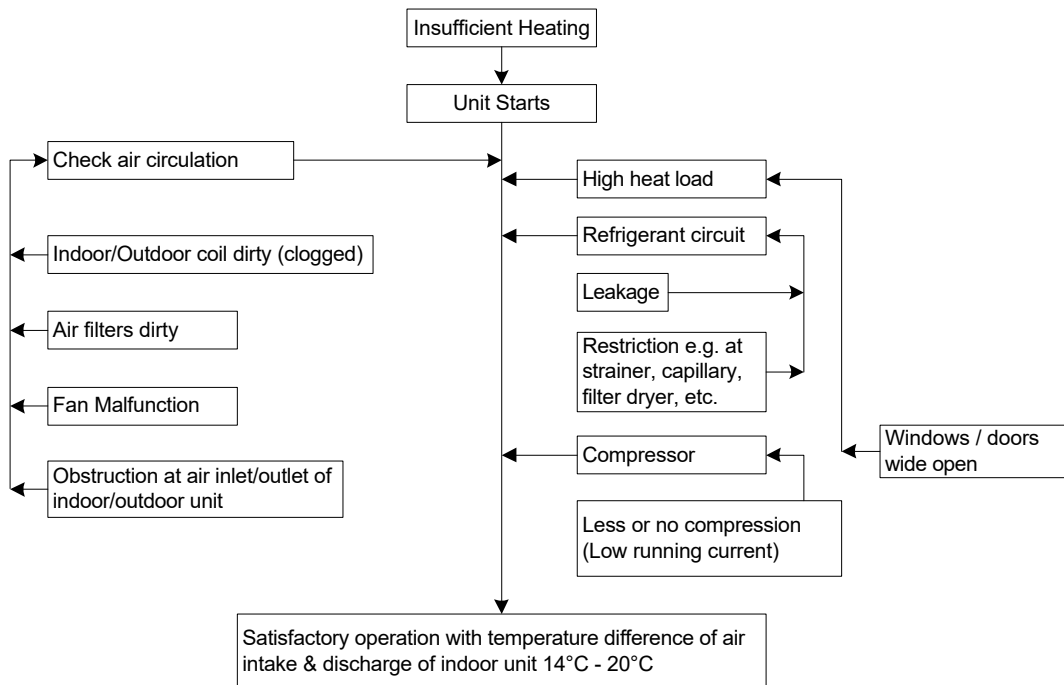 Insufficient Heating
Unit Starts
Check air circulation
High heat load
Indoor/Outdoor coil dirty (clogged)
Refrigerant circuit
Leakage
Air filters dirty
Restriction e.g. at
strainer, capillary,
filter dryer, etc.
Fan Malfunction
Compressor
Windows / doors
wide open
Obstruction at air inlet/outlet of
indoor/outdoor unit
Less or no compression
(Low running current)
Satisfactory operation with temperature difference of air
intake & discharge of indoor unit 14°C - 20°C